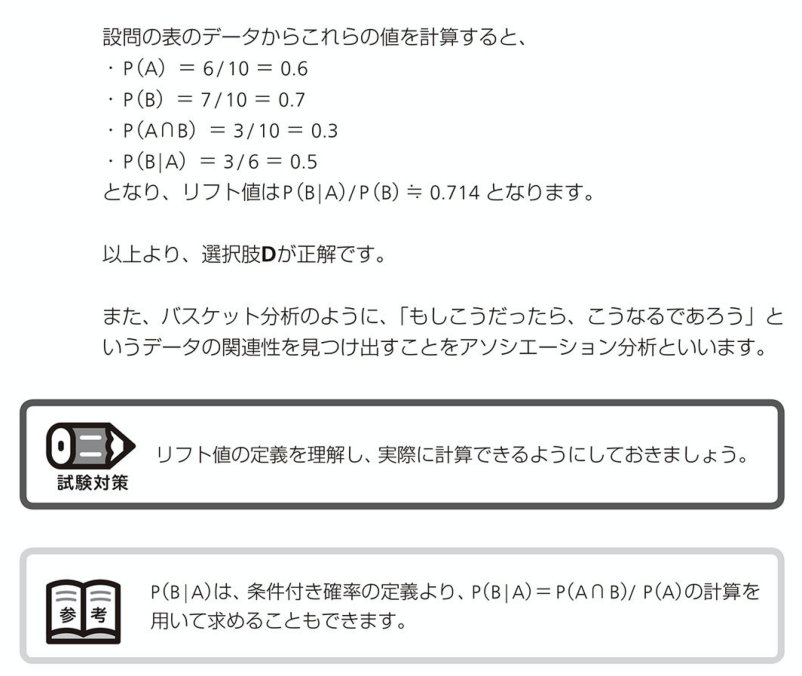 設問の表のデータからこれらの値を計算すると、
・P(A) = 6/10 = 0.6
・P(B) = 7/10 = 0.7
・P(A∩B) = 3/10 = 0.3
・P(B|A) = 3/6 = 0.5
となり、リフト値はP(B|A)/P(B)≒ 0.714 となります。
以上より、選択肢Dが正解です。
また、バスケット分析のように、「もしこうだったら、こうなるであろう」と
いうデータの関連性を見つけ出すことをアソシエーション分析といいます。
リフト値の定義を理解し、実際に計算できるようにしておきましょう。
試験対策
P(B|A)は、条件付き確率の定義より、P(B|A)=P(A∩B)/ P(A)の計算を
用いて求めることもできます。
参考